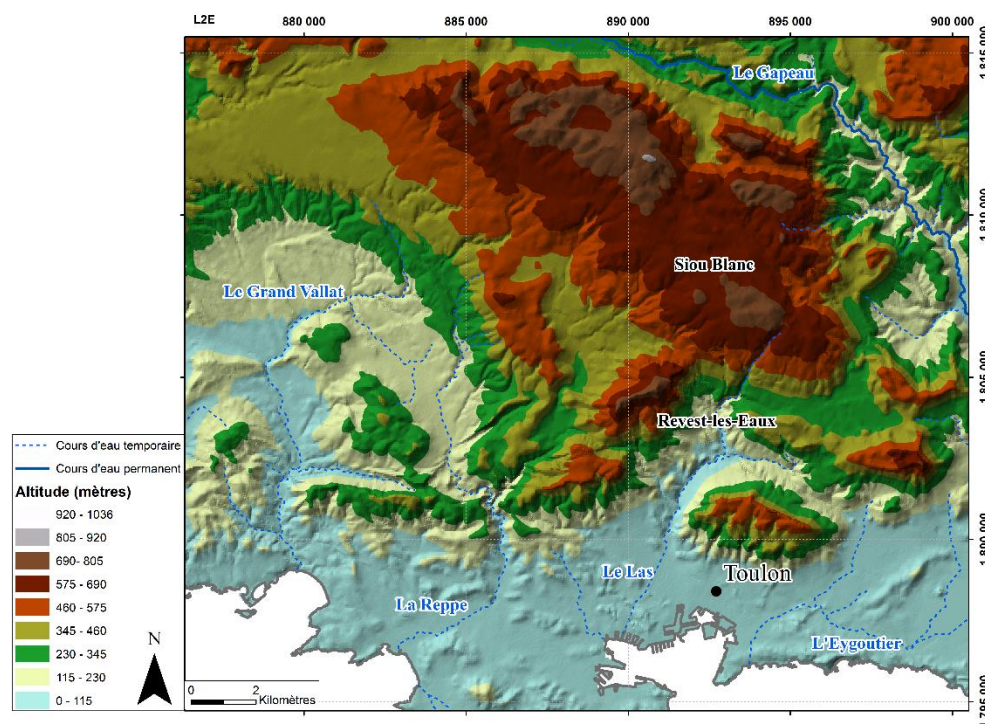 L2E
880 000
885 000
890 000
895 000
900 000
1 815 000
Le Gapeau
1 810 000
Siou Blanc
Le Grand Vallat
1 805 000
Revest-les-Eaux
Cours d'eau temporaire
Cours d'eau permanent
Altitude (mètres)
920 - 1036
805 - 920
690 - 805
575 - 690
460 - 575
345 - 460
230 - 345
115 - 230
0 - 115
1 800 000
Le Las
Toulon
La Reppe
L'Eygoutier
N
0 2
Kilomètres
1 795 000